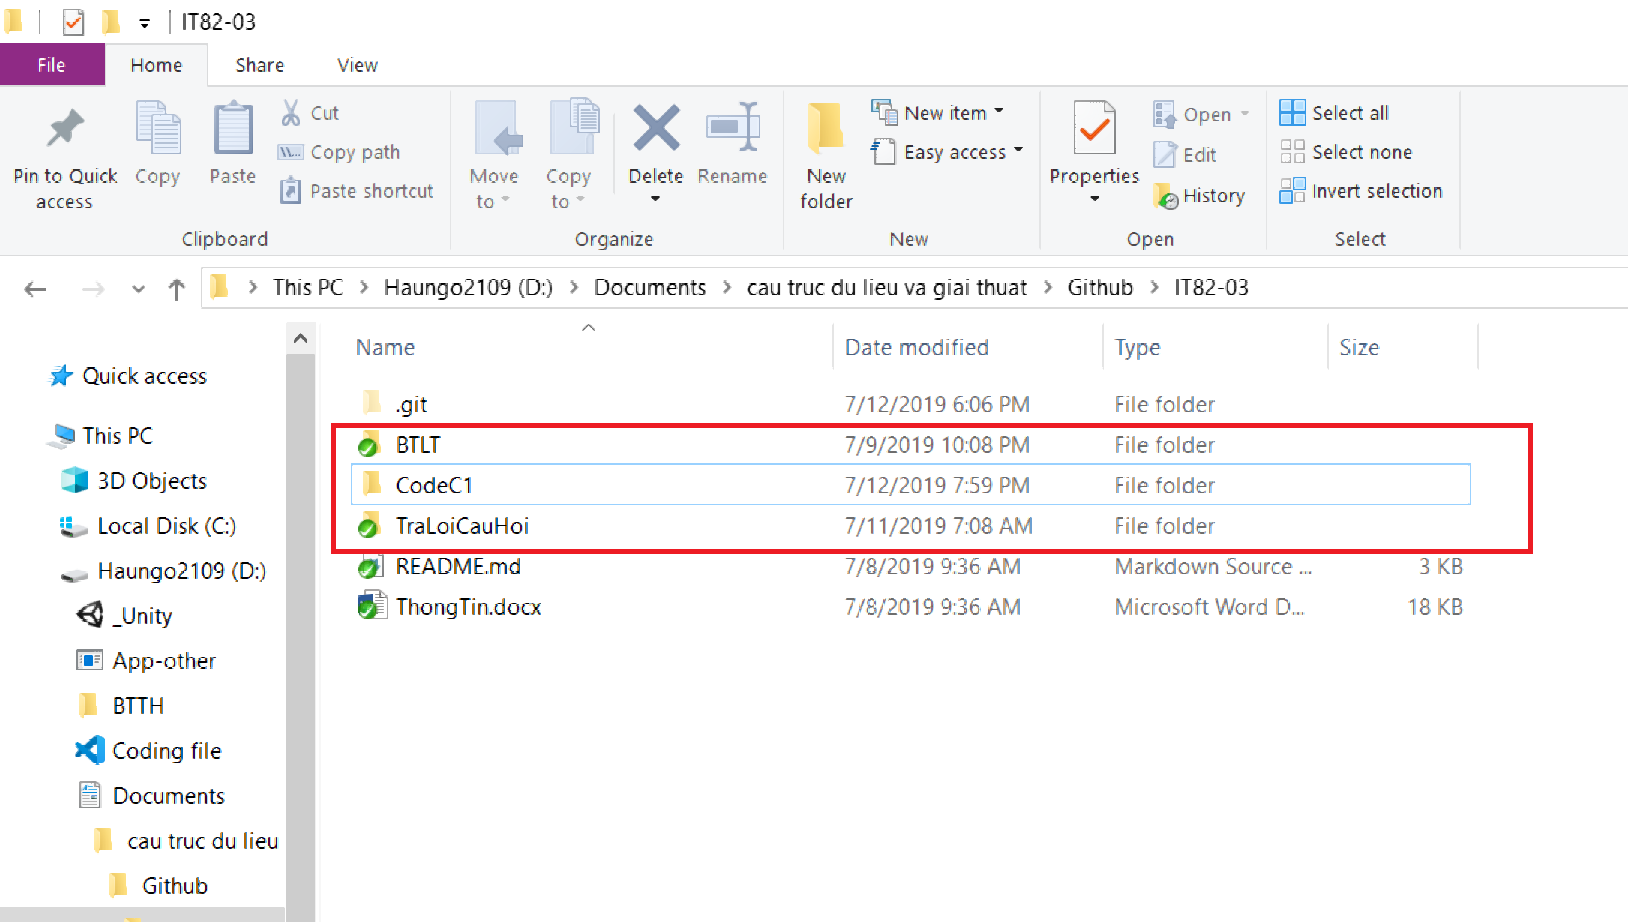 IT82-03
File Home Share View
Pin to Quick access
Copy
Paste
Cut
Copy path
Paste shortcut
Clipboard
Move to
Copy to
Delete
Rename
Organize
New folder
New item
Easy access
New
Properties
Open
Edit
History
Open
Select all
Select none
Invert selection
Select
This PC > Haungo2109 (D:) > Documents > cau truc du lieu va giai thuat > Github > IT82-03
Quick access
This PC
3D Objects
Local Disk (C:)
Haungo2109 (D:)
_Unity
App-other
BTTH
Coding file
Documents
cau truc du lieu
Github
Name Date modified Type Size
.git 7/12/2019 6:06 PM File folder
BTLT 7/9/2019 10:08 PM File folder
CodeC1 7/12/2019 7:59 PM File folder
TraLoiCauHoi 7/11/2019 7:08 AM File folder
README.md 7/8/2019 9:36 AM Markdown Source ... 3 KB
ThongTin.docx 7/8/2019 9:36 AM Microsoft Word D... 18 KB